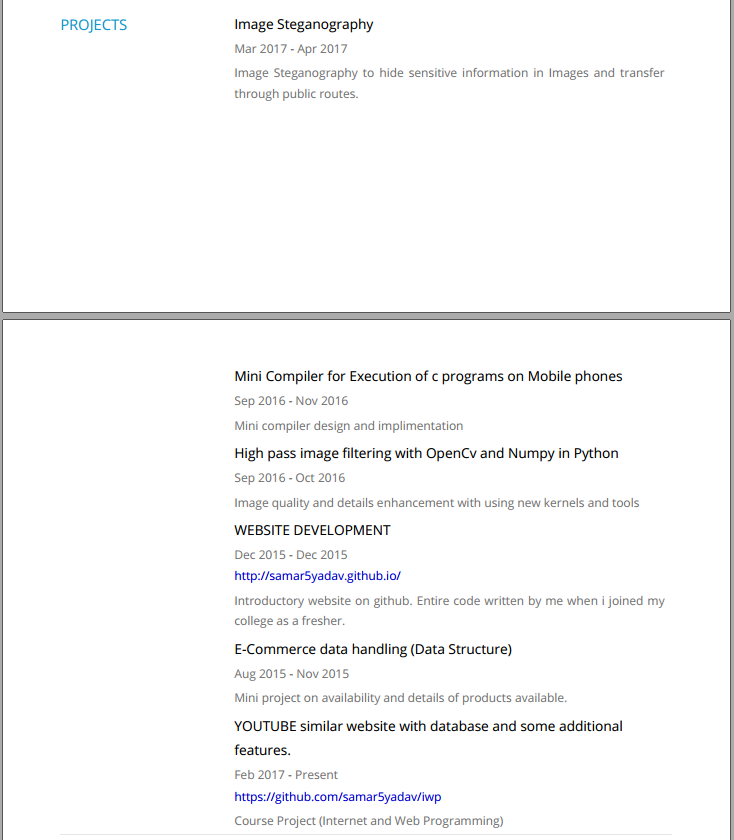 PROJECTS
Image Steganography
Mar 2017 - Apr 2017
Image Steganography to hide sensitive information in Images and transfer
through public routes.
Mini Compiler for Execution of c programs on Mobile phones
Sep 2016 - Nov 2016
Mini compiler design and implimentation
High pass image filtering with OpenCv and Numpy in Python
Sep 2016 - Oct 2016
Image quality and details enhancement with using new kernels and tools
WEBSITE DEVELOPMENT
Dec 2015 - Dec 2015
http://samar5yadav.github.io/
Introductory website on github. Entire code written by me when i joined my
college as a fresher.
E-Commerce data handling (Data Structure)
Aug 2015 - Nov 2015
Mini project on availability and details of products available.
YOUTUBE similar website with database and some additional
features.
Feb 2017 - Present
https://github.com/samar5yadav/iwp
Course Project (Internet and Web Programming)